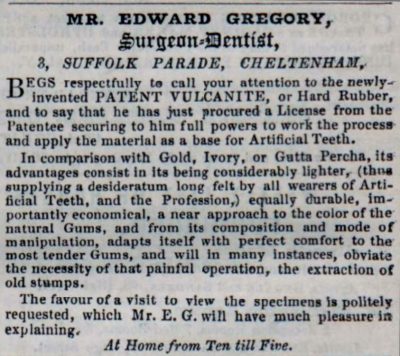 MR. EDWARD GREGORY,
Surgeon-Dentist,
3, SUFFOLK PARADE, CHELTENHAM,
BEGS respectfully to call your attention to the newly-
invented PATENT VULCANITE, or Hard Rubber,
and to say that he has just procured a License from the
Patentee securing to him full powers to work the process
and apply the material as a base for Artificial Teeth.
In comparison with Gold, Ivory, or Gutta Percha, its
advantages consist in its being considerably lighter, (thus
supplying a desideratum long felt by all wearers of Arti-
ficial Teeth, and the Profession,) equally durable, im-
portantly economical, a near approach to the color of the
natural Gums, and from its composition and mode of
manipulation, adapts itself with perfect comfort to the
most tender Gums, and will in many instances, obviate
the necessity of that painful operation, the extraction of
old stumps.
The favour of a visit to view the specimens is politely
requested, which Mr. E. G. will have much pleasure in
explaining.
At Home from Ten till Five.